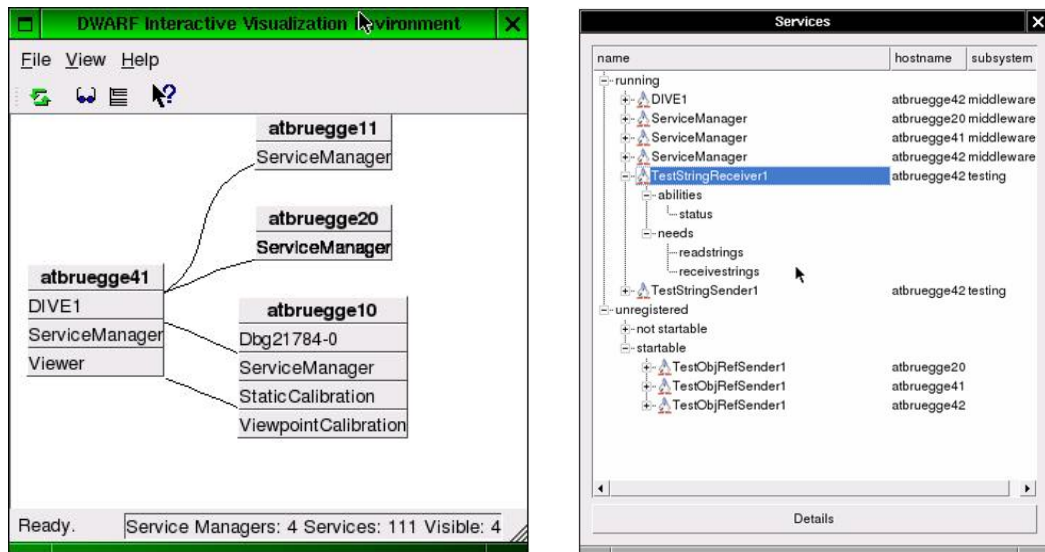 DWARF Interactive Visualization Environment
File View Help
atbruegge11
ServiceManager
atbruegge20
ServiceManager
atbruegge41
DIVE1
ServiceManager
Viewer
atbruegge10
Dbg21784-0
ServiceManager
StaticCalibration
ViewpointCalibration
Ready. Service Managers: 4 Services: 111 Visible: 4
Services
name hostname subsystem
running
DIVE1 atbruegge42 middleware
ServiceManager atbruegge20 middleware
ServiceManager atbruegge41 middleware
ServiceManager atbruegge42 middleware
TestStringReceiver1 atbruegge42 testing
abilities
status
needs
readstrings
receivestrings
TestStringSender1 atbruegge42 testing
unregistered
not startable
startable
TestObjRefSender1 atbruegge20
TestObjRefSender1 atbruegge41
TestObjRefSender1 atbruegge42
Details